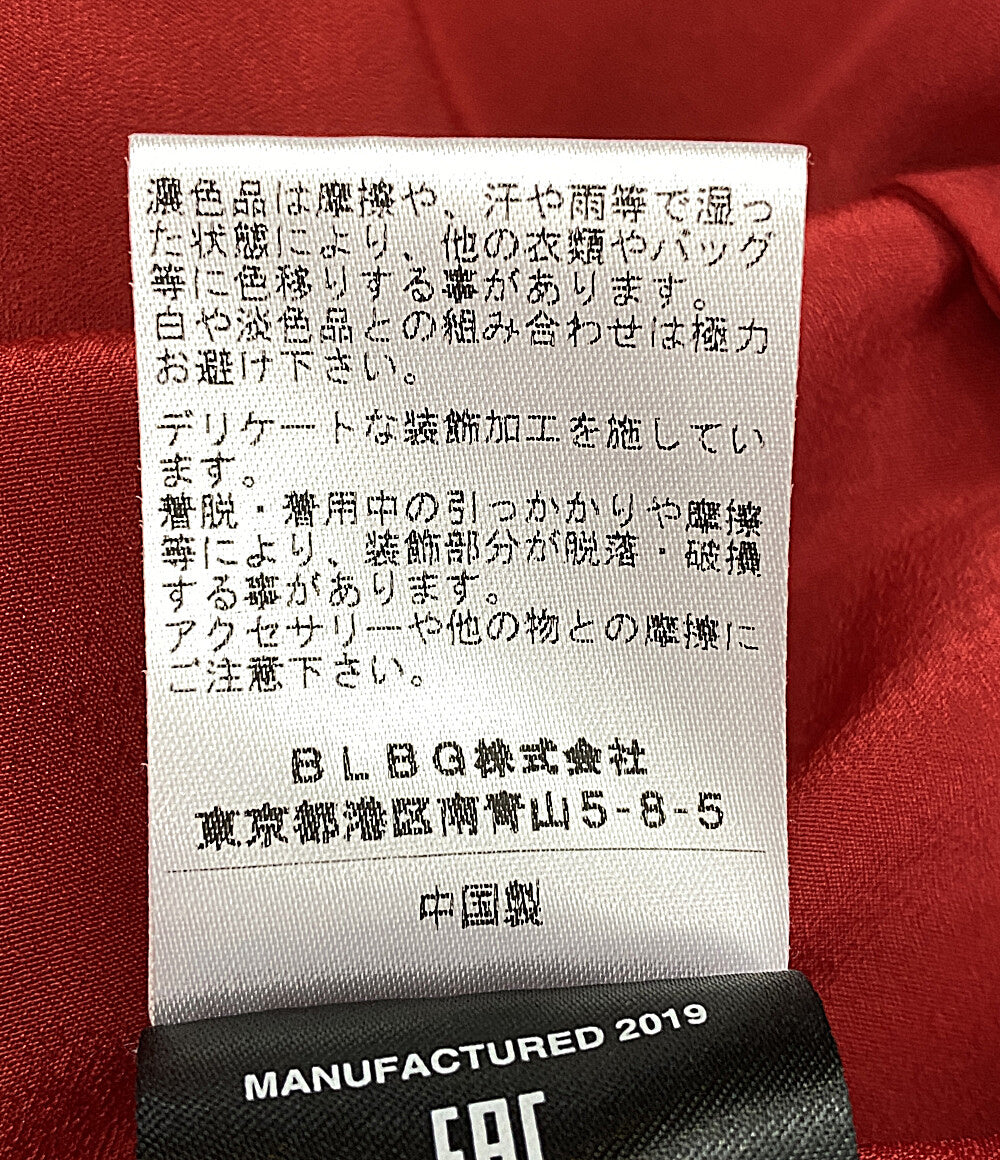 濃色品は摩擦や、汗や雨等で湿っ
た状態により、他の衣類やバッグ
等に色移りする事があります。
白や淡色品との組み合わせは極力
お避け下さい。
デリケートな装飾加工を施してい
ます。
着脱・着用中の引っかかりや摩擦
等により、装飾部分が脱落・破損
する事があります。
アクセサリーや他の物との摩擦に
ご注意下さい。
BLBG株式会社
東京都港区南青山5-8-5
中国製
MANUFACTURED 2019
EAC